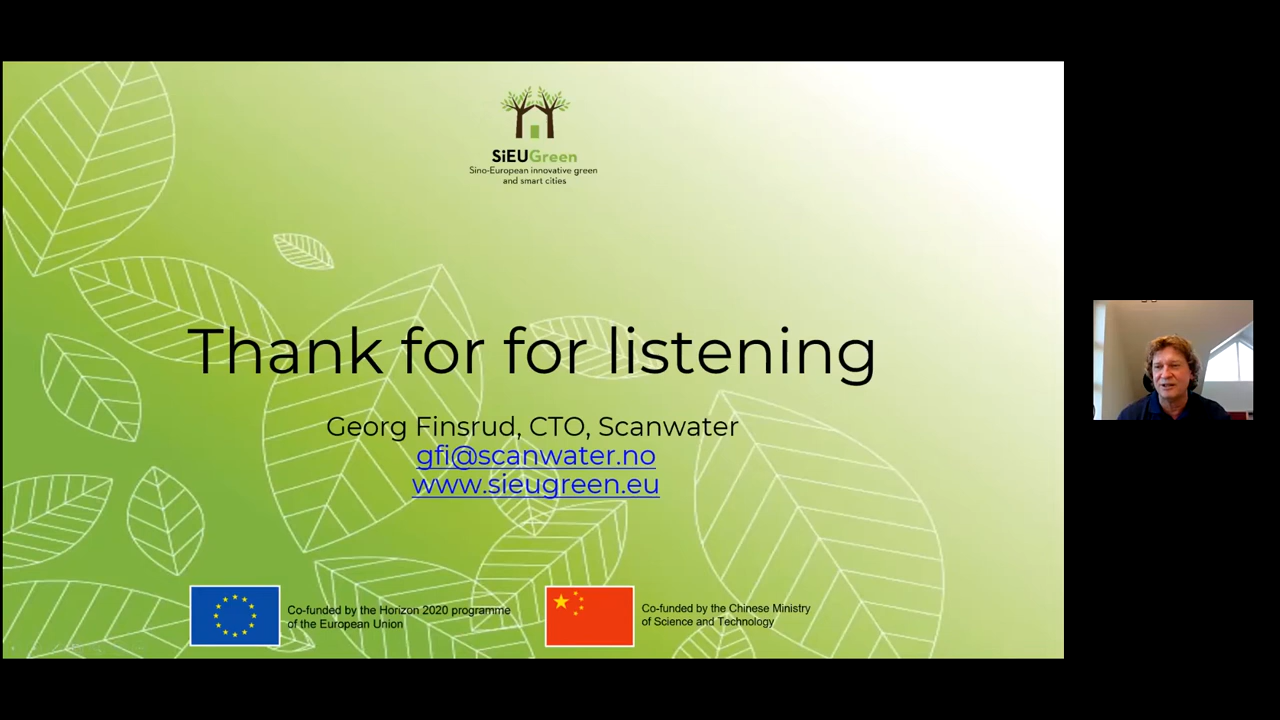 SiEUGreen
Sino-European innovative green
and smart cities
Thank for for listening
Georg Finsrud, CTO, Scanwater
gfi@scanwater.no
www.sieugreen.eu
Co-funded by the Horizon 2020 programme
of the European Union
Co-funded by the Chinese Ministry
of Science and Technology